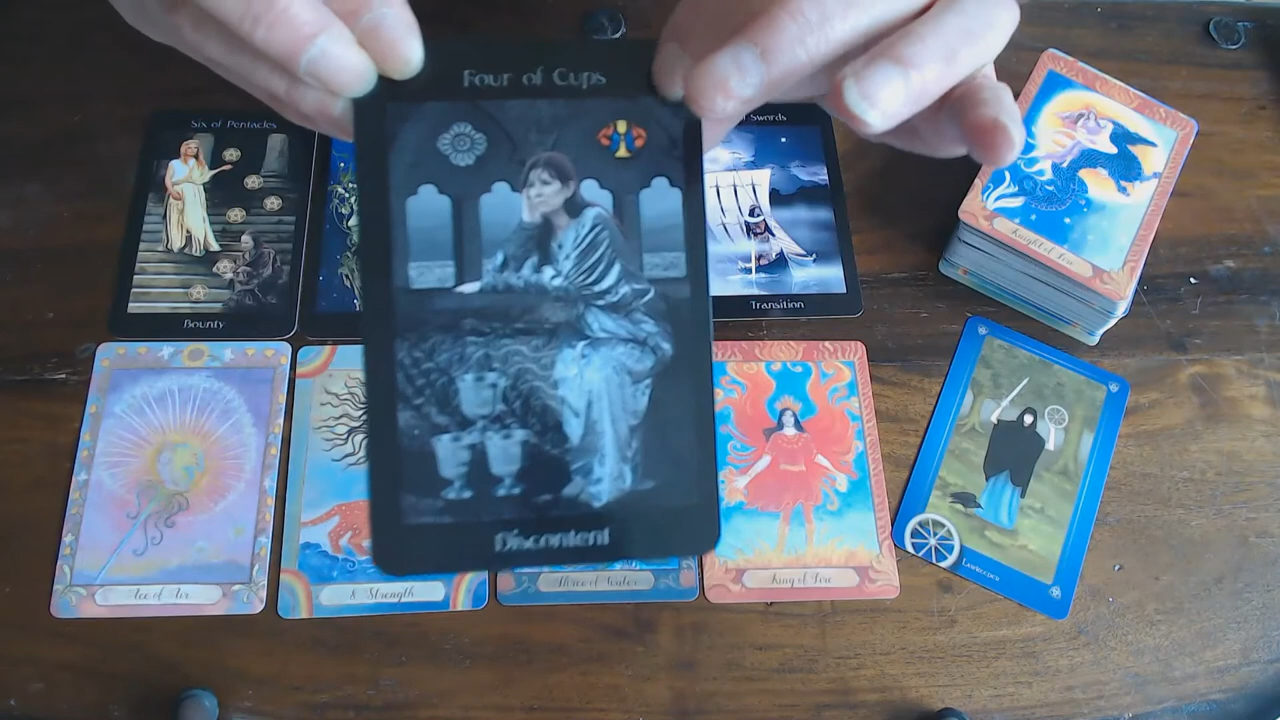 Four of Cups
Six of Pentacles
Swords
Knight of Fire
Bounty
Transition
Discontent
Lawkeeper
Ace of Air
8 Strength
Three of Water
King of Fire